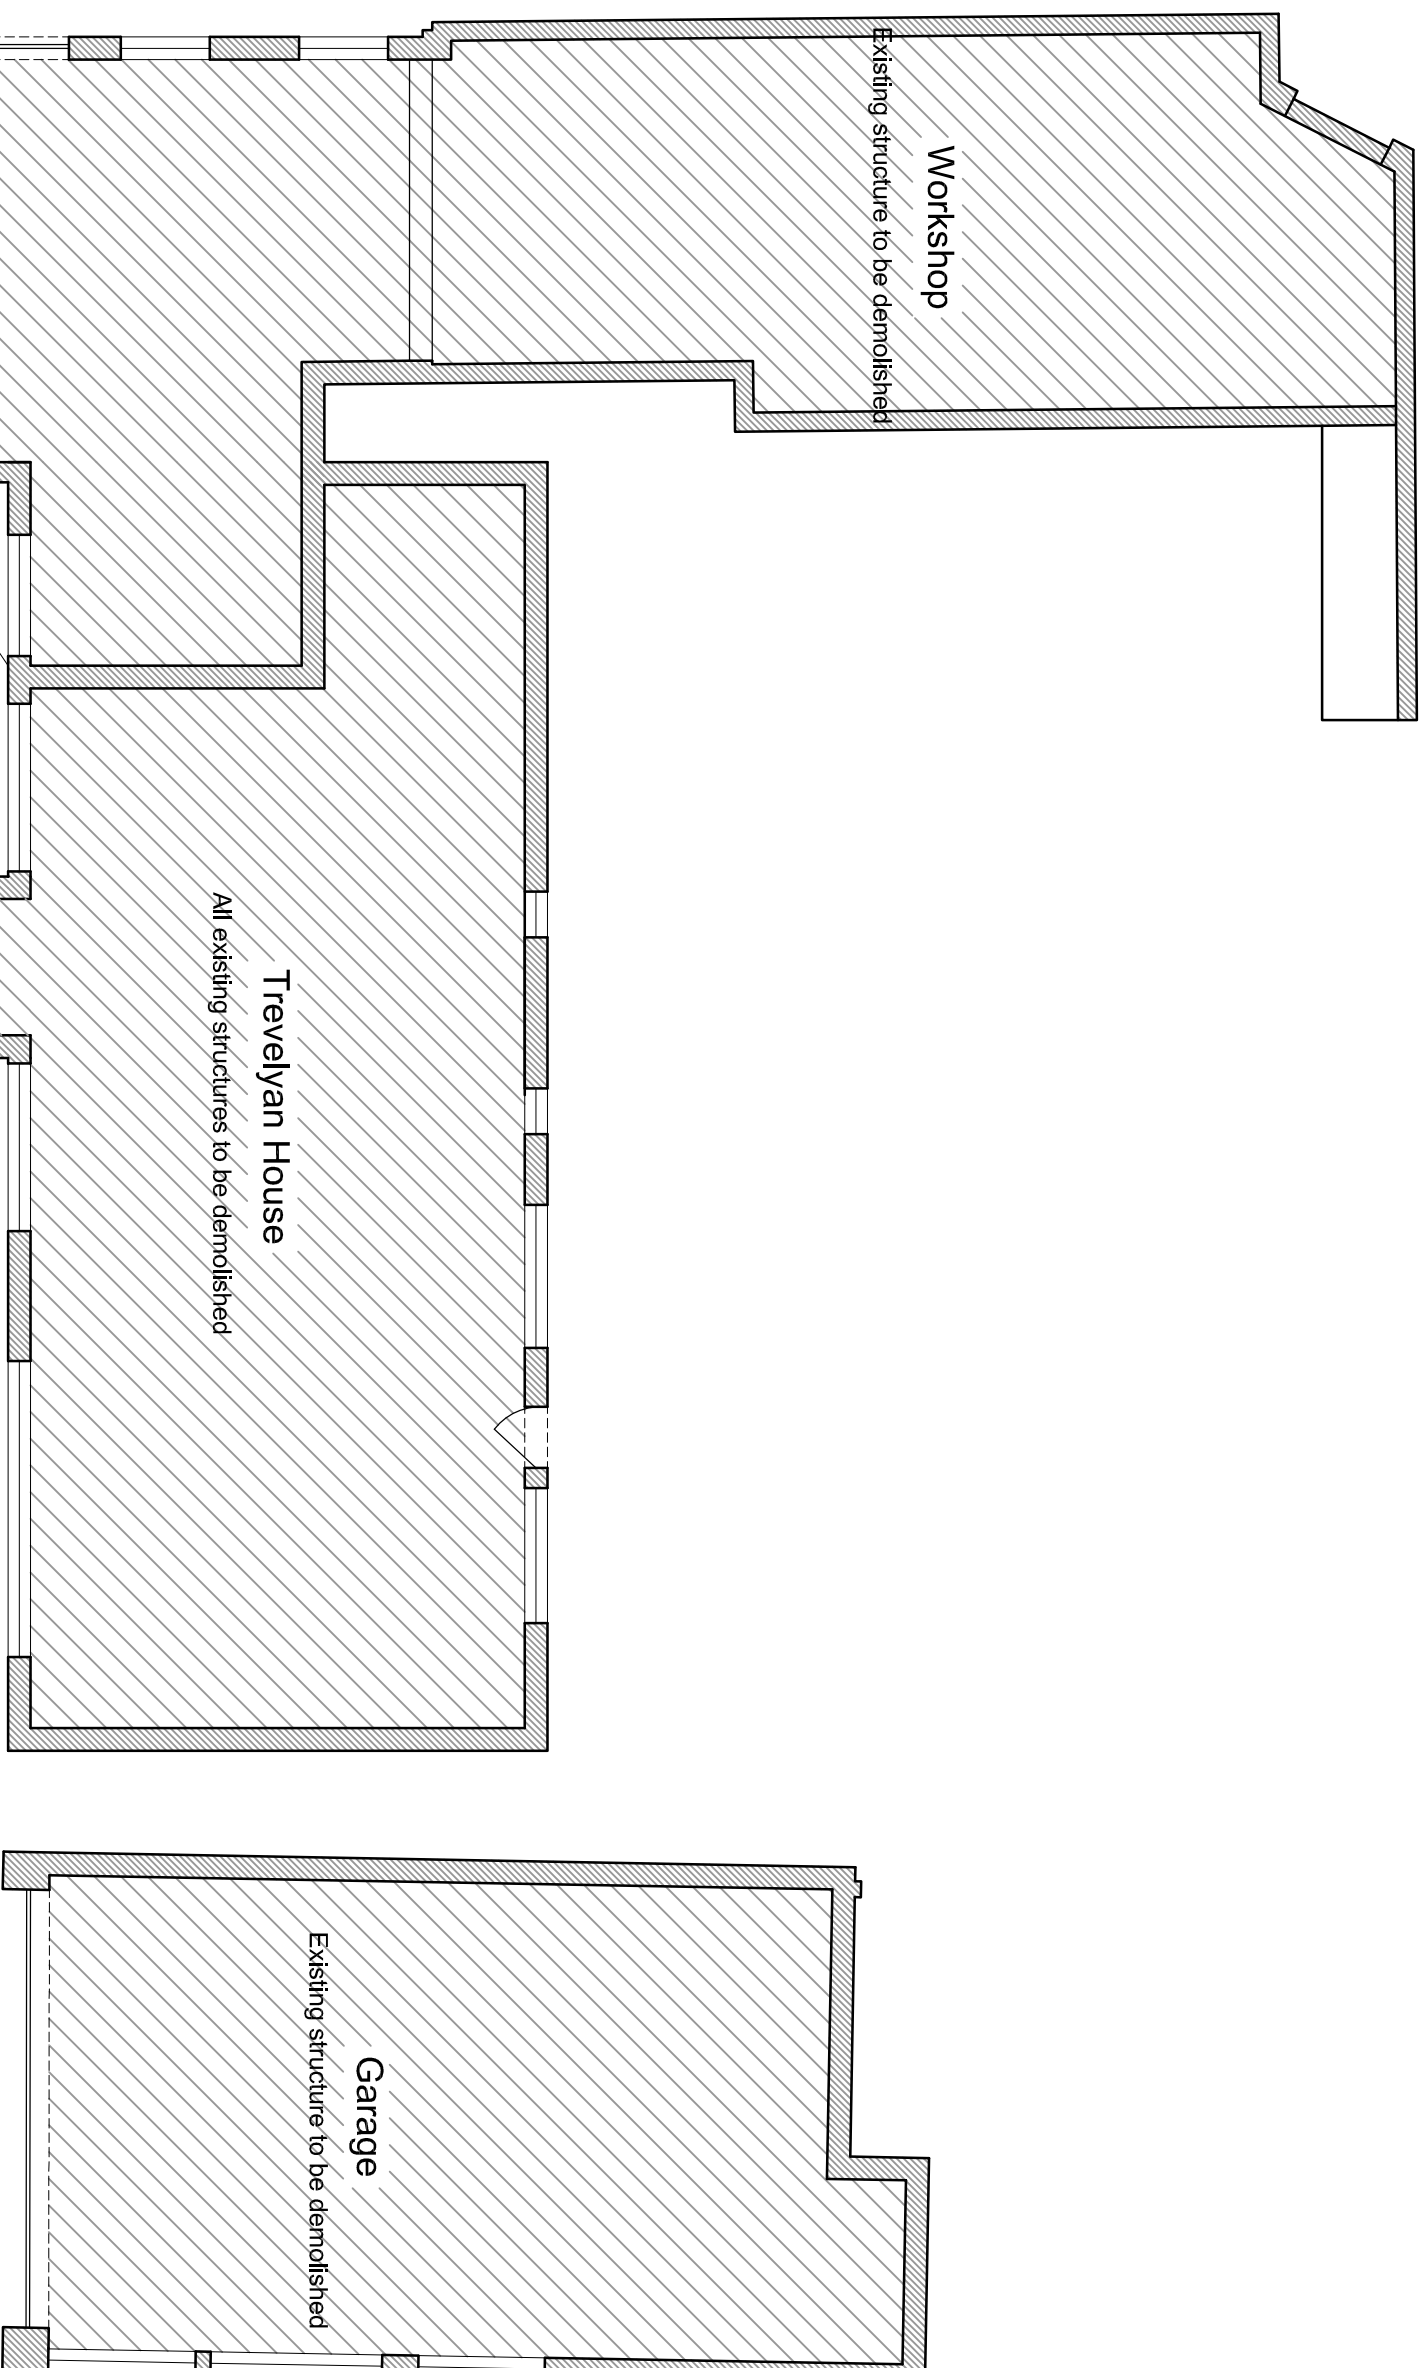 Workshop
Existing structure to be demolished
Trevelyan House
All existing structures to be demolished
Garage
Existing structure to be demolished